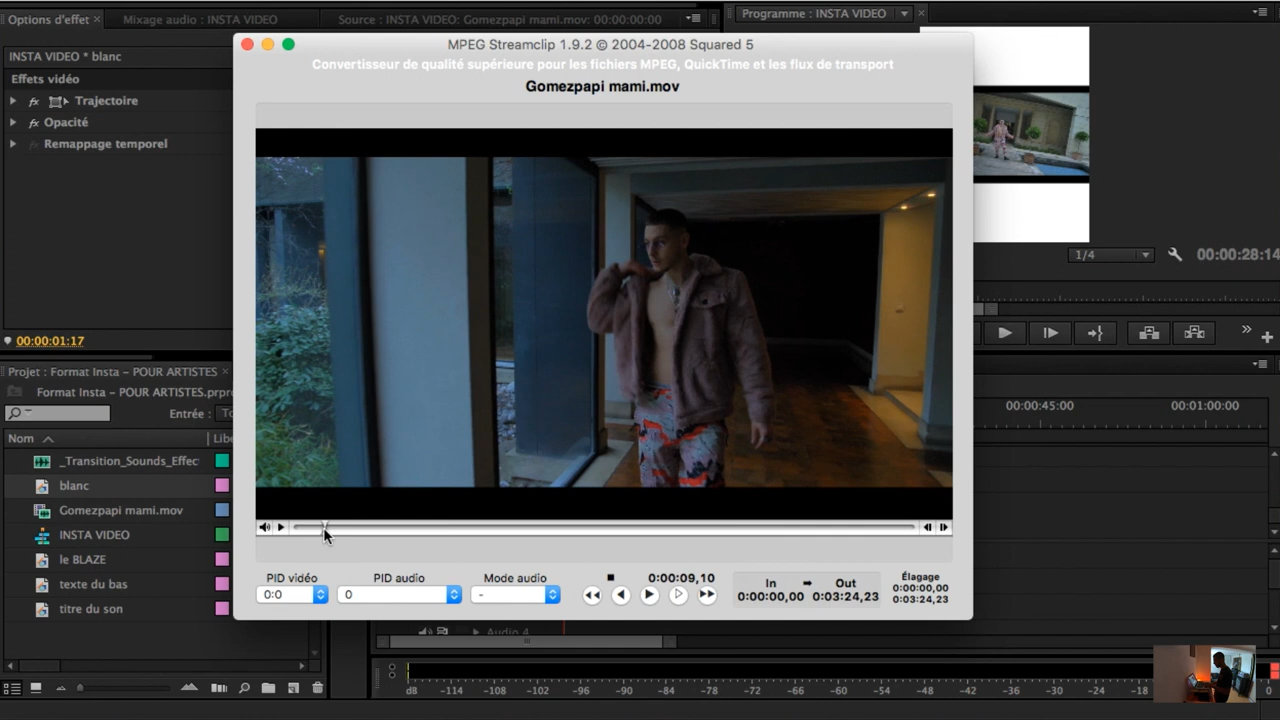 Options d'effet
Mixage audio : INSTA VIDEO
Source : INSTA VIDEO: Gomezpapi mami.mov: 00:00:00:00
Programme : INSTA VIDEO
INSTA VIDEO * blanc
Effets vidéo
fx Trajectoire
fx Opacité
fx Remappage temporel
00:00:01:17
MPEG Streamclip 1.9.2 © 2004-2008 Squared 5
Convertisseur de qualité supérieure pour les fichiers MPEG, QuickTime et les flux de transport
Gomezpapi mami.mov
1/4
00:00:28:14
Projet : Format Insta – POUR ARTISTES
Format Insta – POUR ARTISTES.prpr
Entrée :
Nom
_Transition_Sounds_Effec
blanc
Gomezpapi mami.mov
INSTA VIDEO
le BLAZE
texte du bas
titre du son
00:00:45:00
00:01:00:00
PID vidéo
PID audio
Mode audio
0:00:09,10
In
Out
0:00:00,00
0:03:24,23
Élagage
0:00:00,00
0:03:24,23
0:0
0
-
Audio 4
dB -114 -108 -102 -96 -90 -84 -78 -72 -66 -60 -54 -48 -42 -36 -30 -24 -18 0